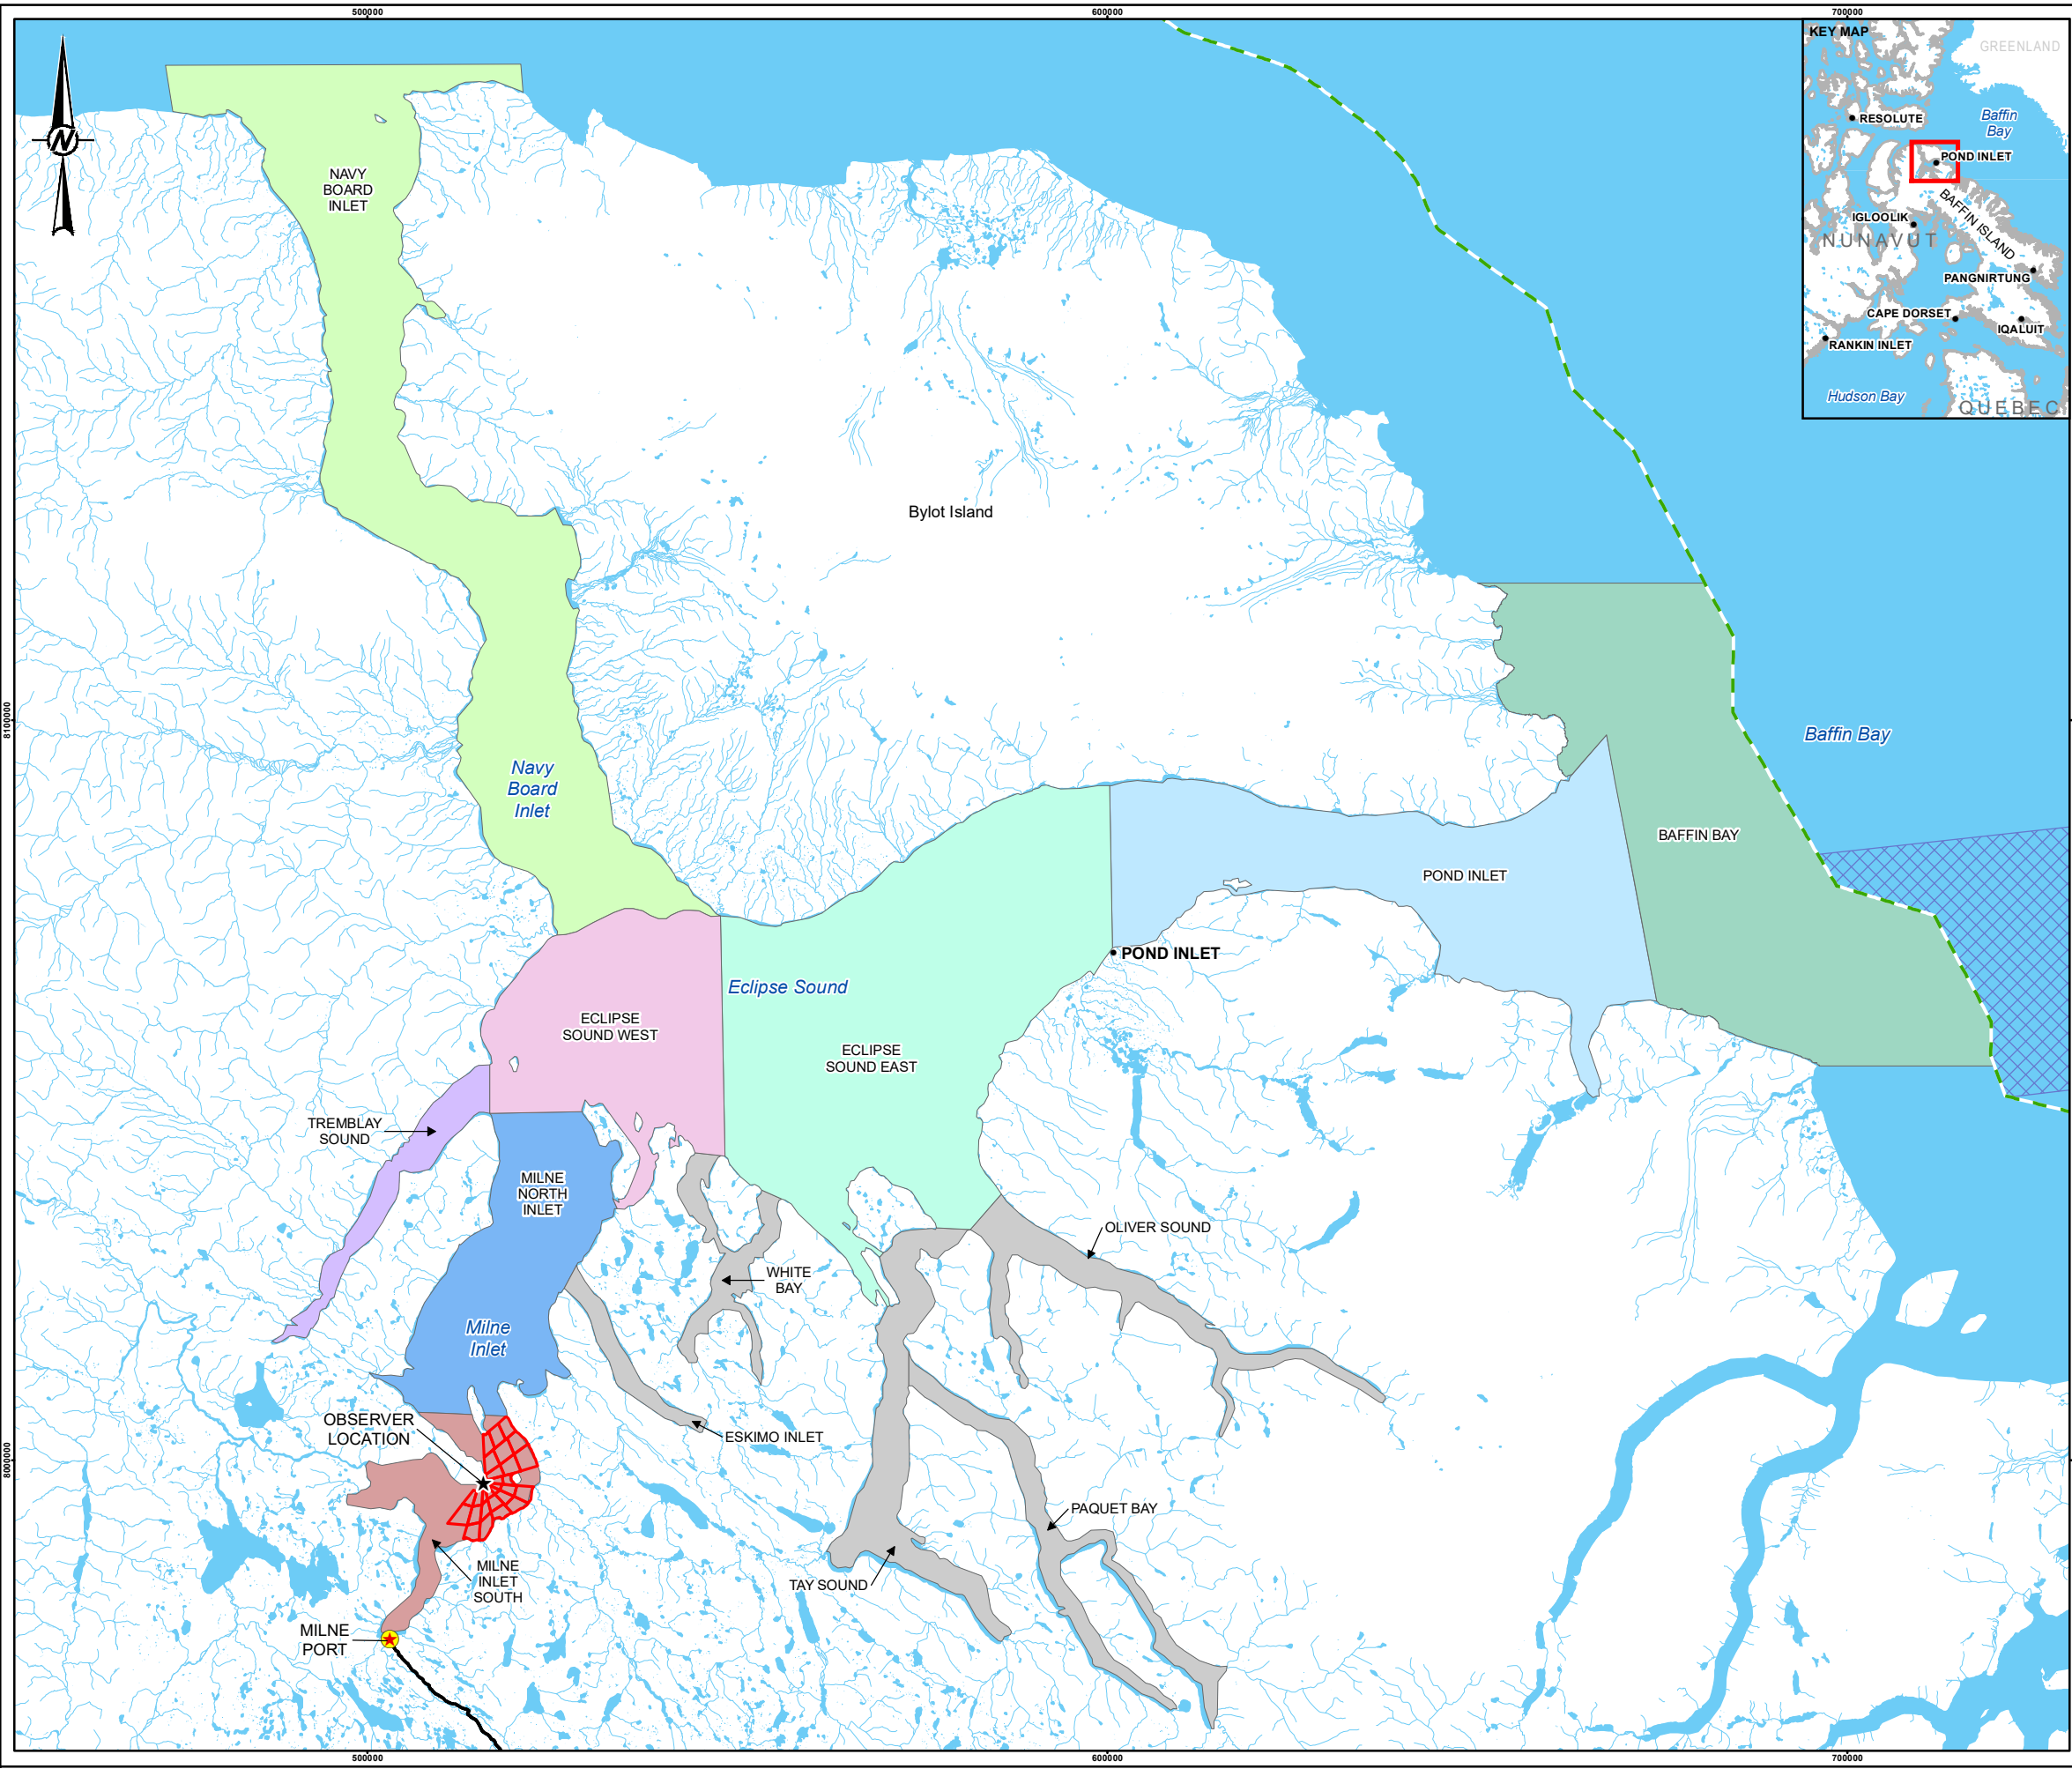 500000
600000
700000
KEY MAP
GREENLAND
Baffin
Bay
RESOLUTE
POND INLET
BAFFIN ISLAND
IGLOOLIK
NUNAVUT
PANGNIRTUNG
CAPE DORSET
IQALUIT
RANKIN INLET
Hudson Bay
QUEBEC
N
NAVY
BOARD
INLET
Bylot Island
8100000
Navy
Board
Inlet
Baffin Bay
BAFFIN BAY
POND INLET
POND INLET
Eclipse Sound
ECLIPSE
SOUND WEST
ECLIPSE
SOUND EAST
TREMBLAY
SOUND
MILNE
NORTH
INLET
OLIVER SOUND
WHITE
BAY
Milne
Inlet
OBSERVER
LOCATION
ESKIMO INLET
8000000
PAQUET BAY
MILNE
INLET
SOUTH
TAY SOUND
MILNE
PORT
500000
600000
700000